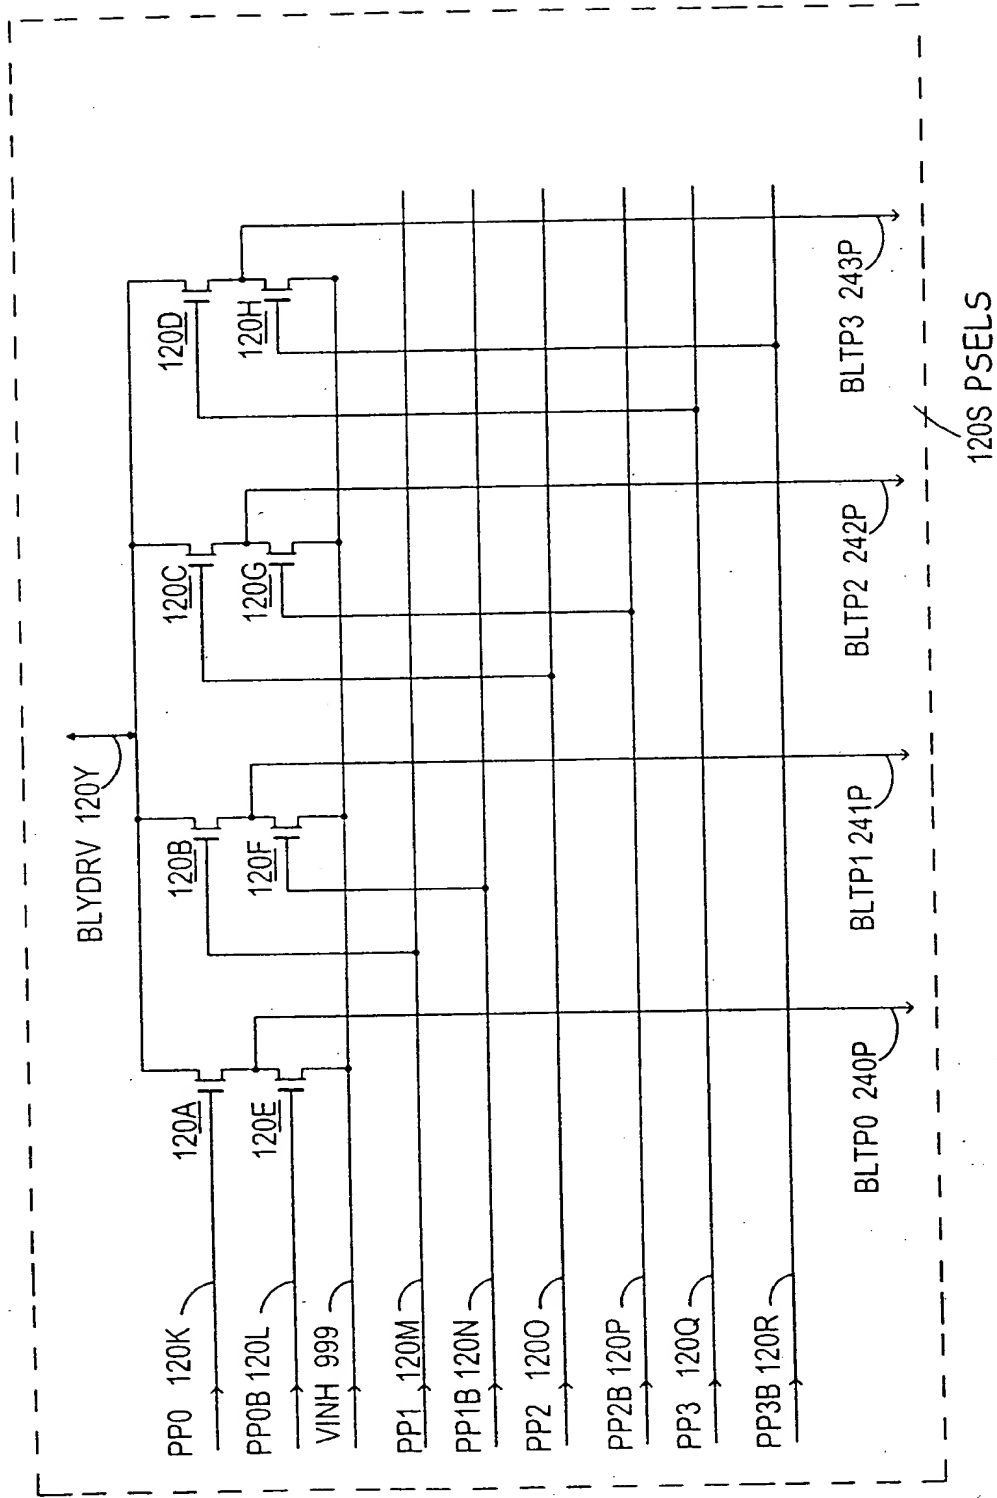 BLYDRV 120Y
120A
120B
120C
120D
120E
120F
120G
120H
PP0 120K
PP0B 120L
VINH 999
PP1 120M
PP1B 120N
PP2 120O
PP2B 120P
PP3 120Q
PP3B 120R
BLTP0 240P
BLTP1 241P
BLTP2 242P
BLTP3 243P
120S PSELS